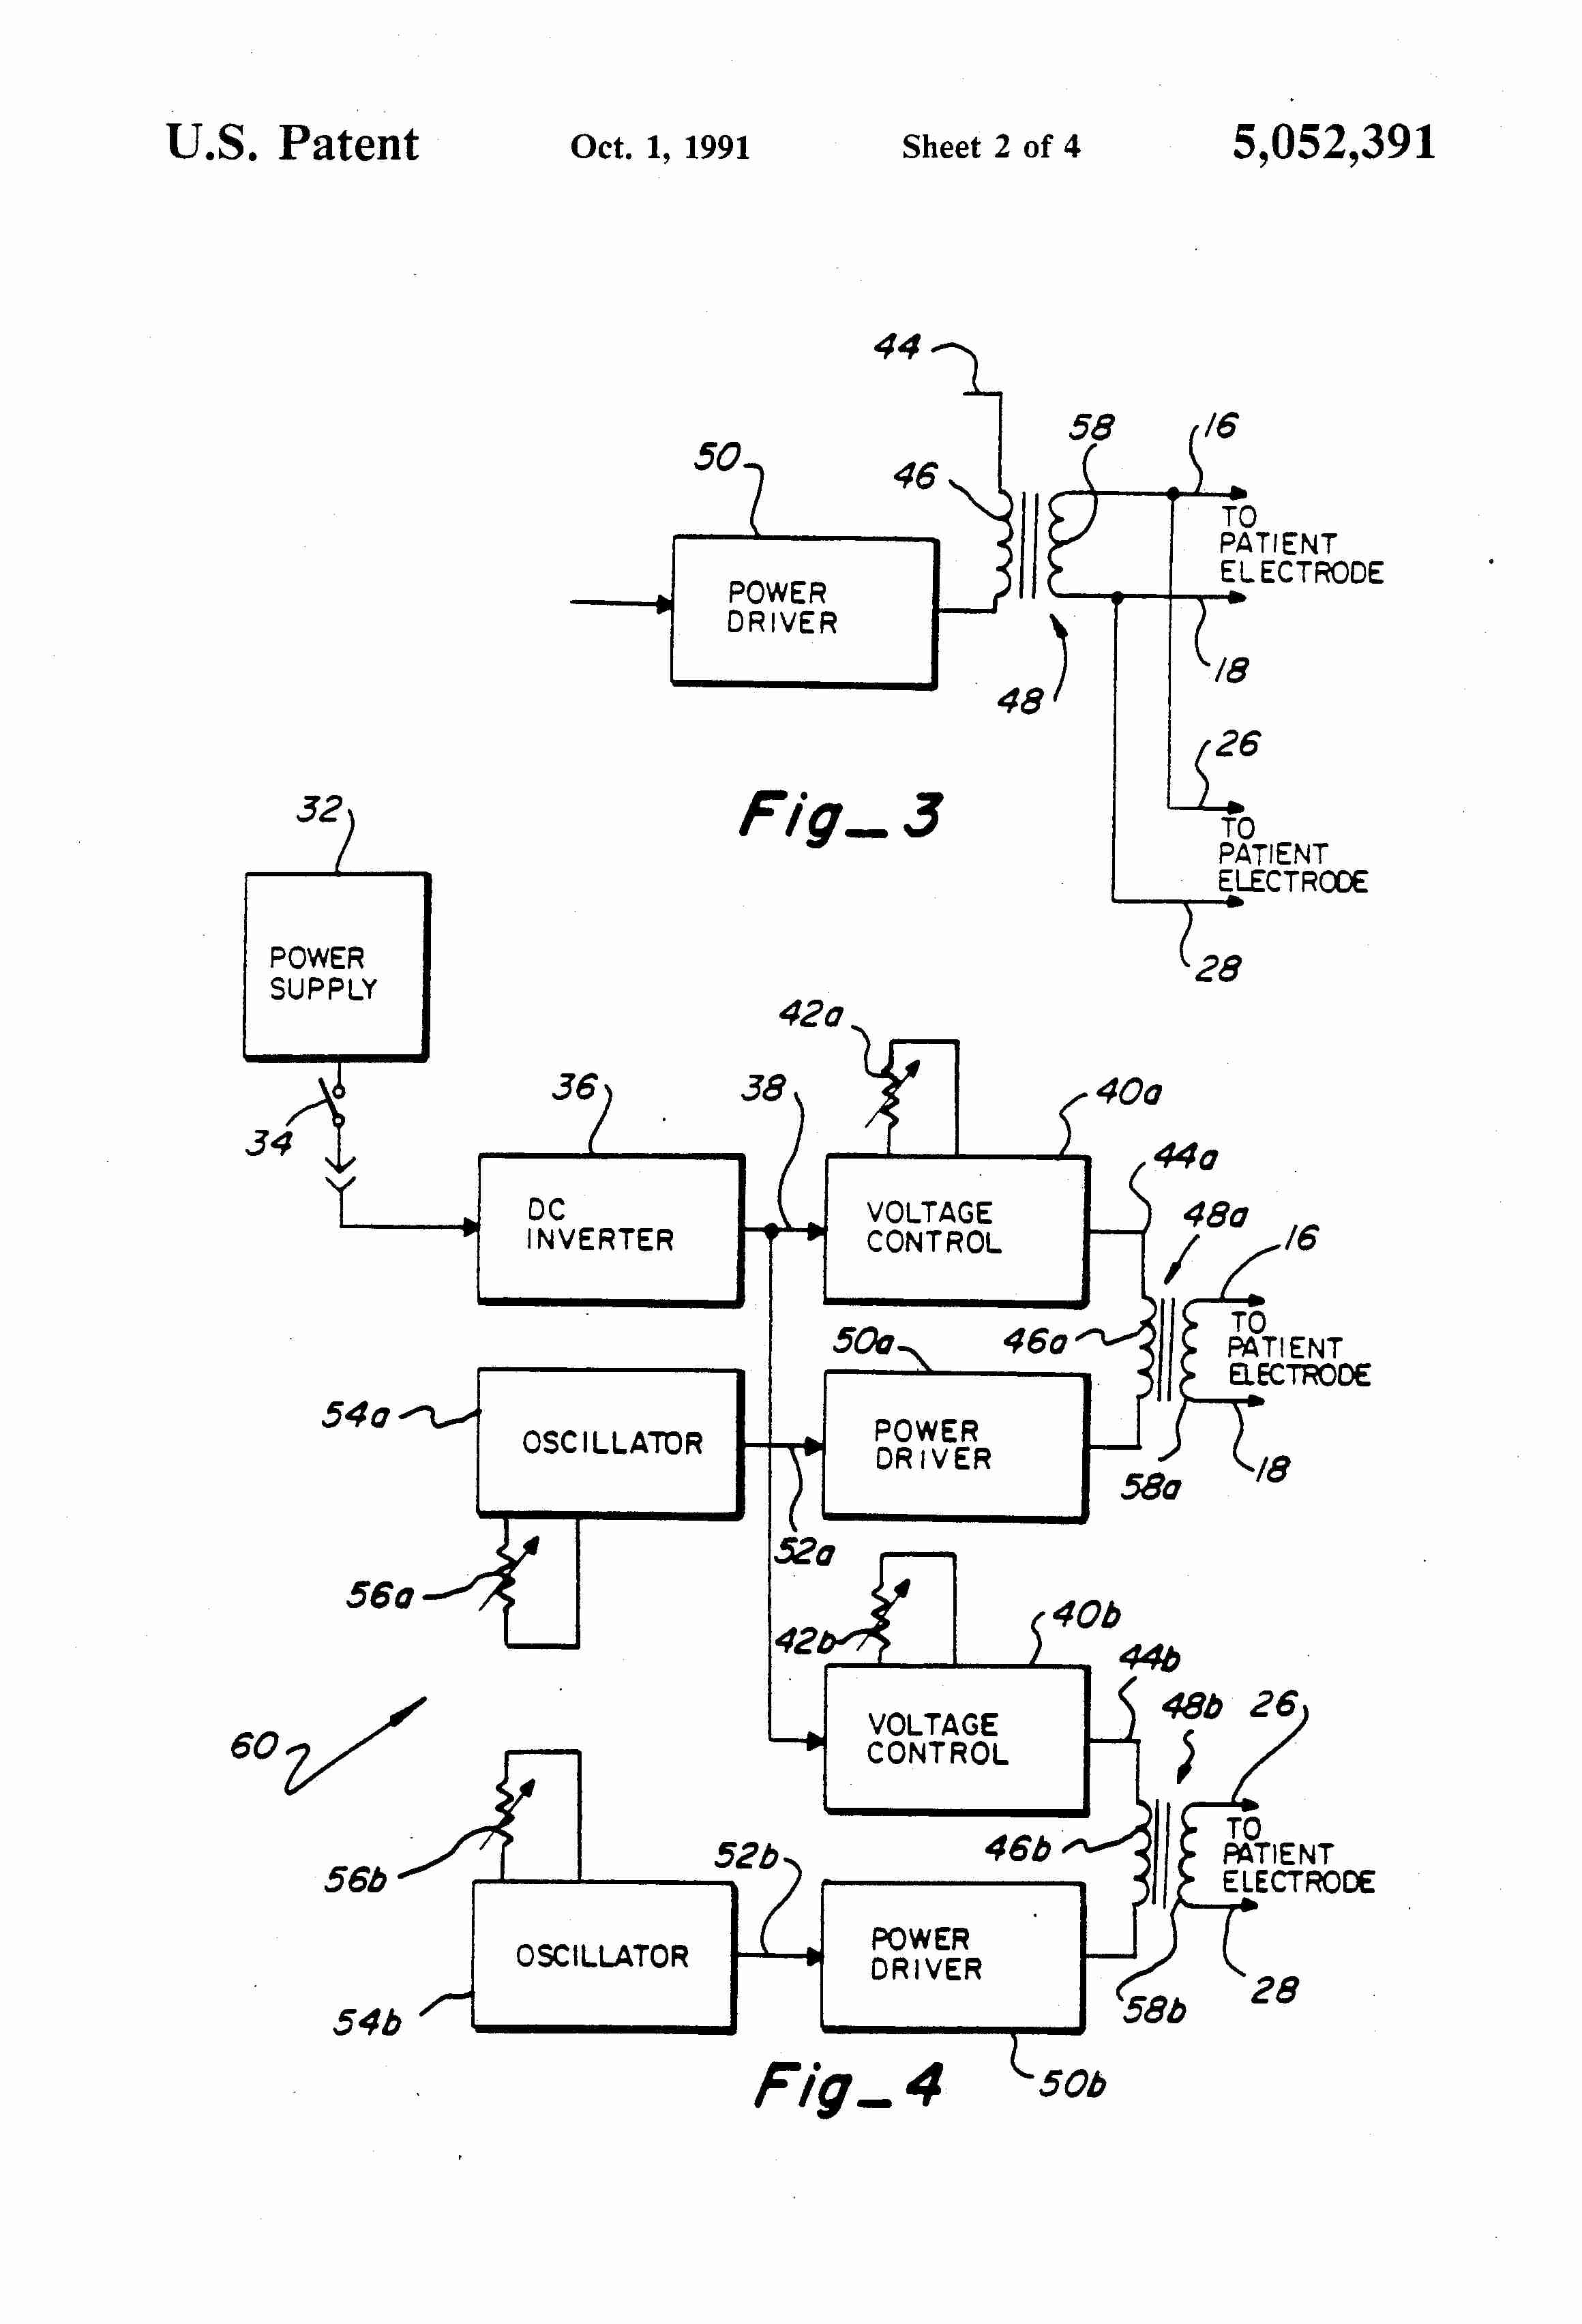 U.S. Patent Oct. 1, 1991 Sheet 2 of 4 5,052,391
44
58
16
50
46
TO
PATIENT
ELECTRODE
POWER
DRIVER
18
48
26
Fig_3
TO
PATIENT
ELECTRODE
28
32
POWER
SUPPLY
34
36
38
42a
40a
44a
DC
INVERTER
VOLTAGE
CONTROL
48a
16
TO
PATIENT
ELECTRODE
50a
46a
54a
OSCILLATOR
POWER
DRIVER
58a
18
52a
56a
42b
40b
44b
VOLTAGE
CONTROL
48b
26
60
TO
PATIENT
ELECTRODE
46b
52b
56b
OSCILLATOR
POWER
DRIVER
28
58b
54b
50b
Fig_4